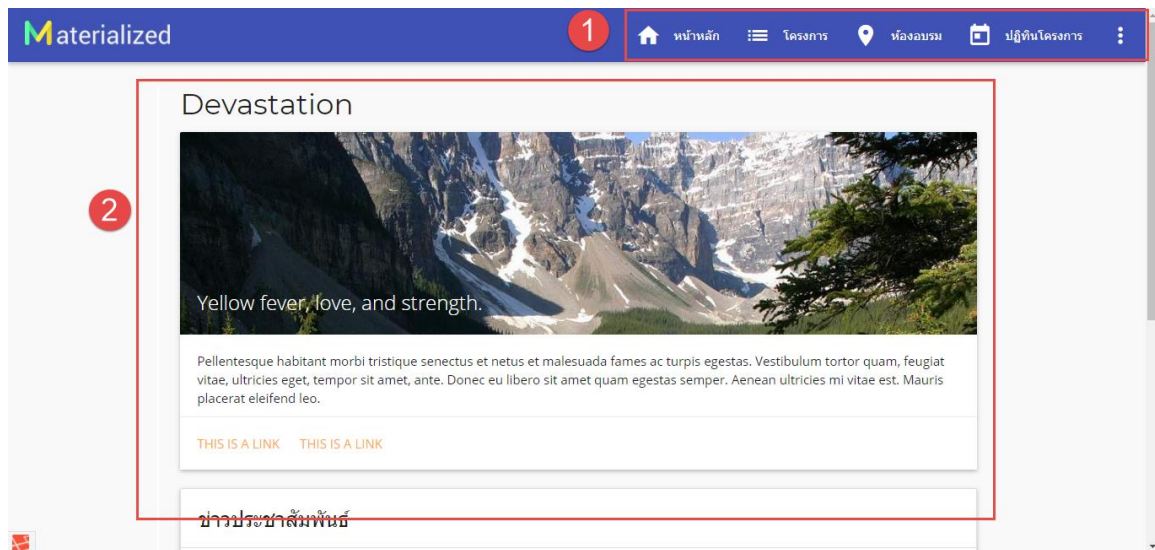 Materialized
1
หน้าหลัก โครงการ ห้องอบรม ปฏิทินโครงการ
Devastation
2
Yellow fever, love, and strength.
Pellentesque habitant morbi tristique senectus et netus et malesuada fames ac turpis egestas. Vestibulum tortor quam, feugiat
vitae, ultricies eget, tempor sit amet, ante. Donec eu libero sit amet quam egestas semper. Aenean ultricies mi vitae est. Mauris
placerat eleifend leo.
THIS IS A LINK THIS IS A LINK
ข่าวประชาสัมพันธ์